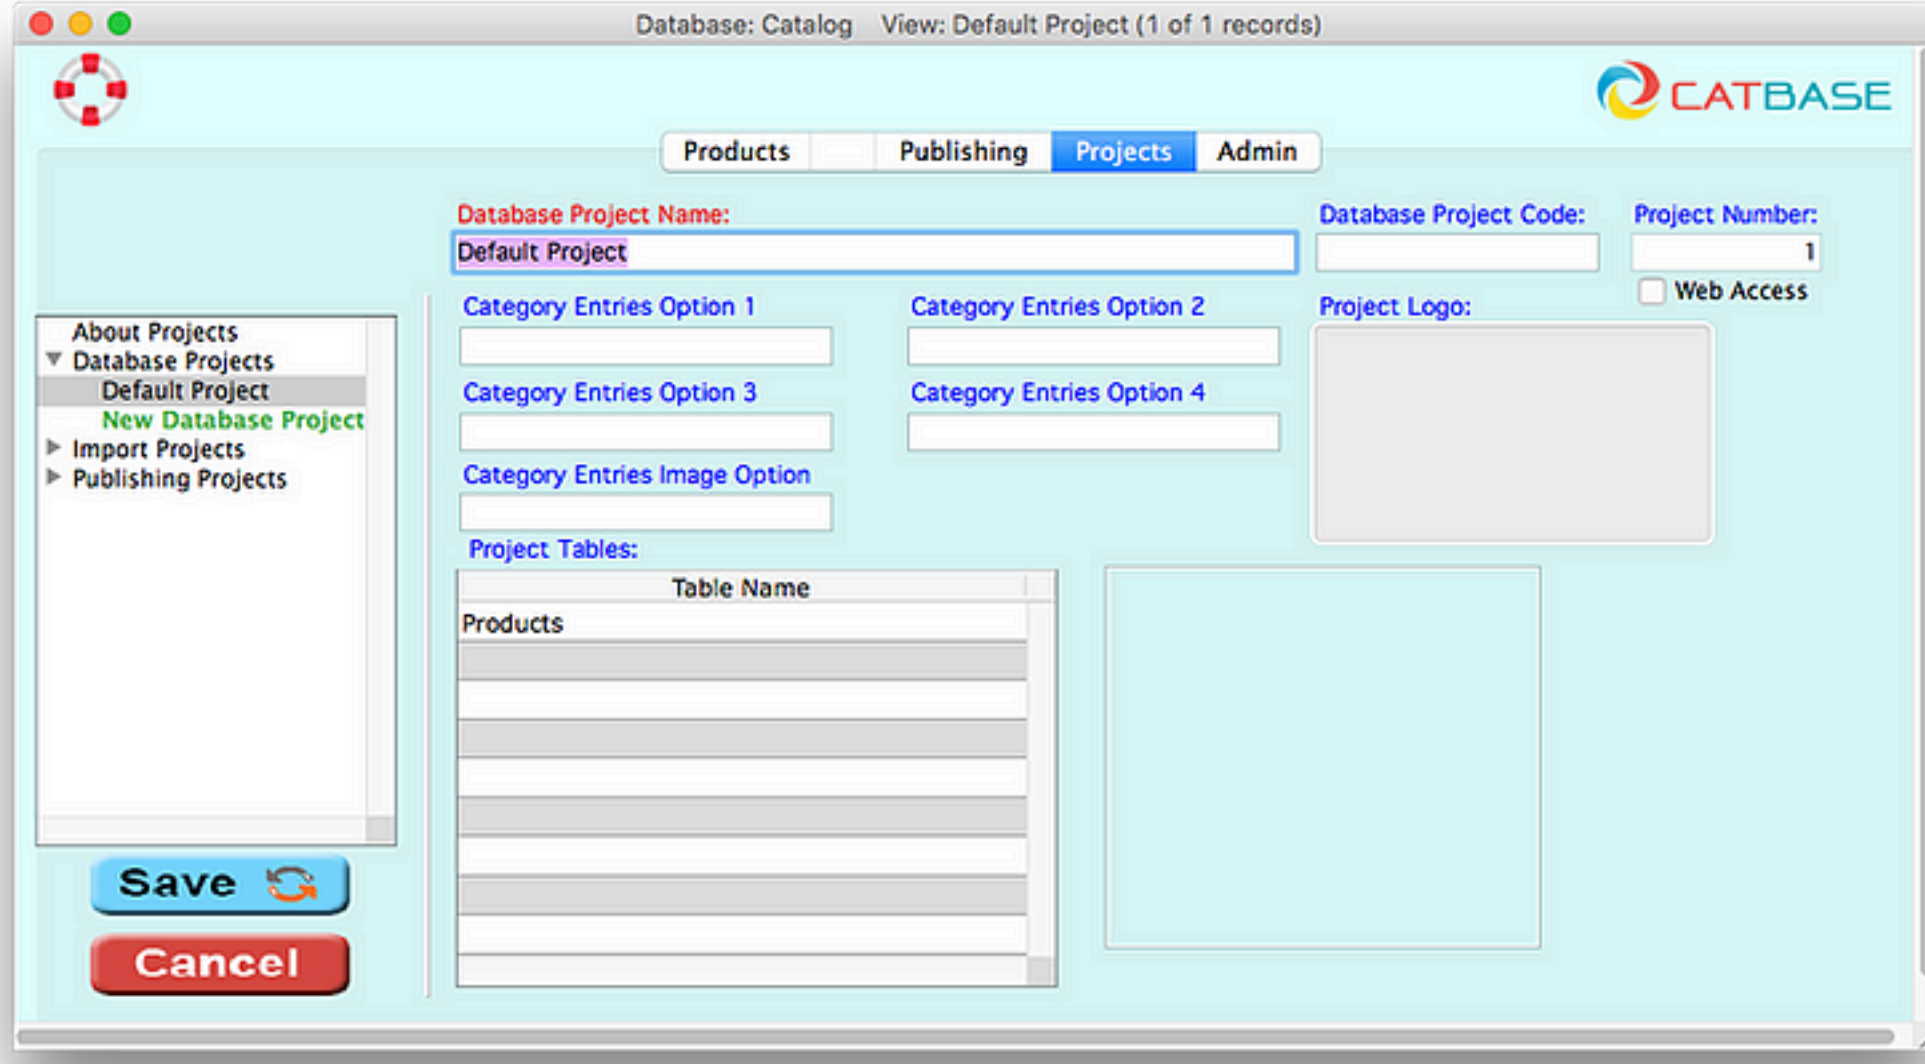 Database: Catalog    View: Default Project (1 of 1 records)
CATBASE
Products
Publishing
Projects
Admin
Database Project Name:
Database Project Code:
Project Number:
Default Project
1
Web Access
Category Entries Option 1
Category Entries Option 2
Project Logo:
Category Entries Option 3
Category Entries Option 4
Category Entries Image Option
Project Tables:
Table Name
Products
About Projects
Database Projects
Default Project
New Database Project
Import Projects
Publishing Projects
Save
Cancel